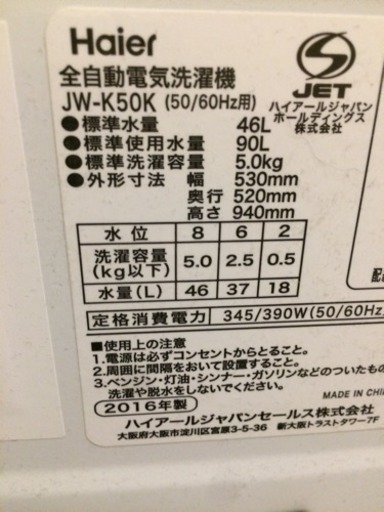 Haier
全自動電気洗濯機
JW-K50K (50/60Hz用)
JET
ハイアールジャパン
ホールディングス
株式会社
●標準水量 46L
●標準使用水量 90L
●標準洗濯容量 5.0kg
●外形寸法 幅 530mm
奥行 520mm
高さ 940mm
水位 8 6 2
洗濯容量(kg以下) 5.0 2.5 0.5
水量(L) 46 37 18
定格消費電力 345/390W(50/60Hz
■使用上の注意
1.電源は必ずコンセントからとること。
2.周囲に間隔をおいて設置すること。
3.ベンジン・灯油・シンナー・ガソリンなどのついたもの
洗濯や脱水をしないこと。
2016年製
MADE IN CHI
ハイアールジャパンセールス株式会社
大阪府大阪市淀川区宮原3-5-36 新大阪トラストタワー7F